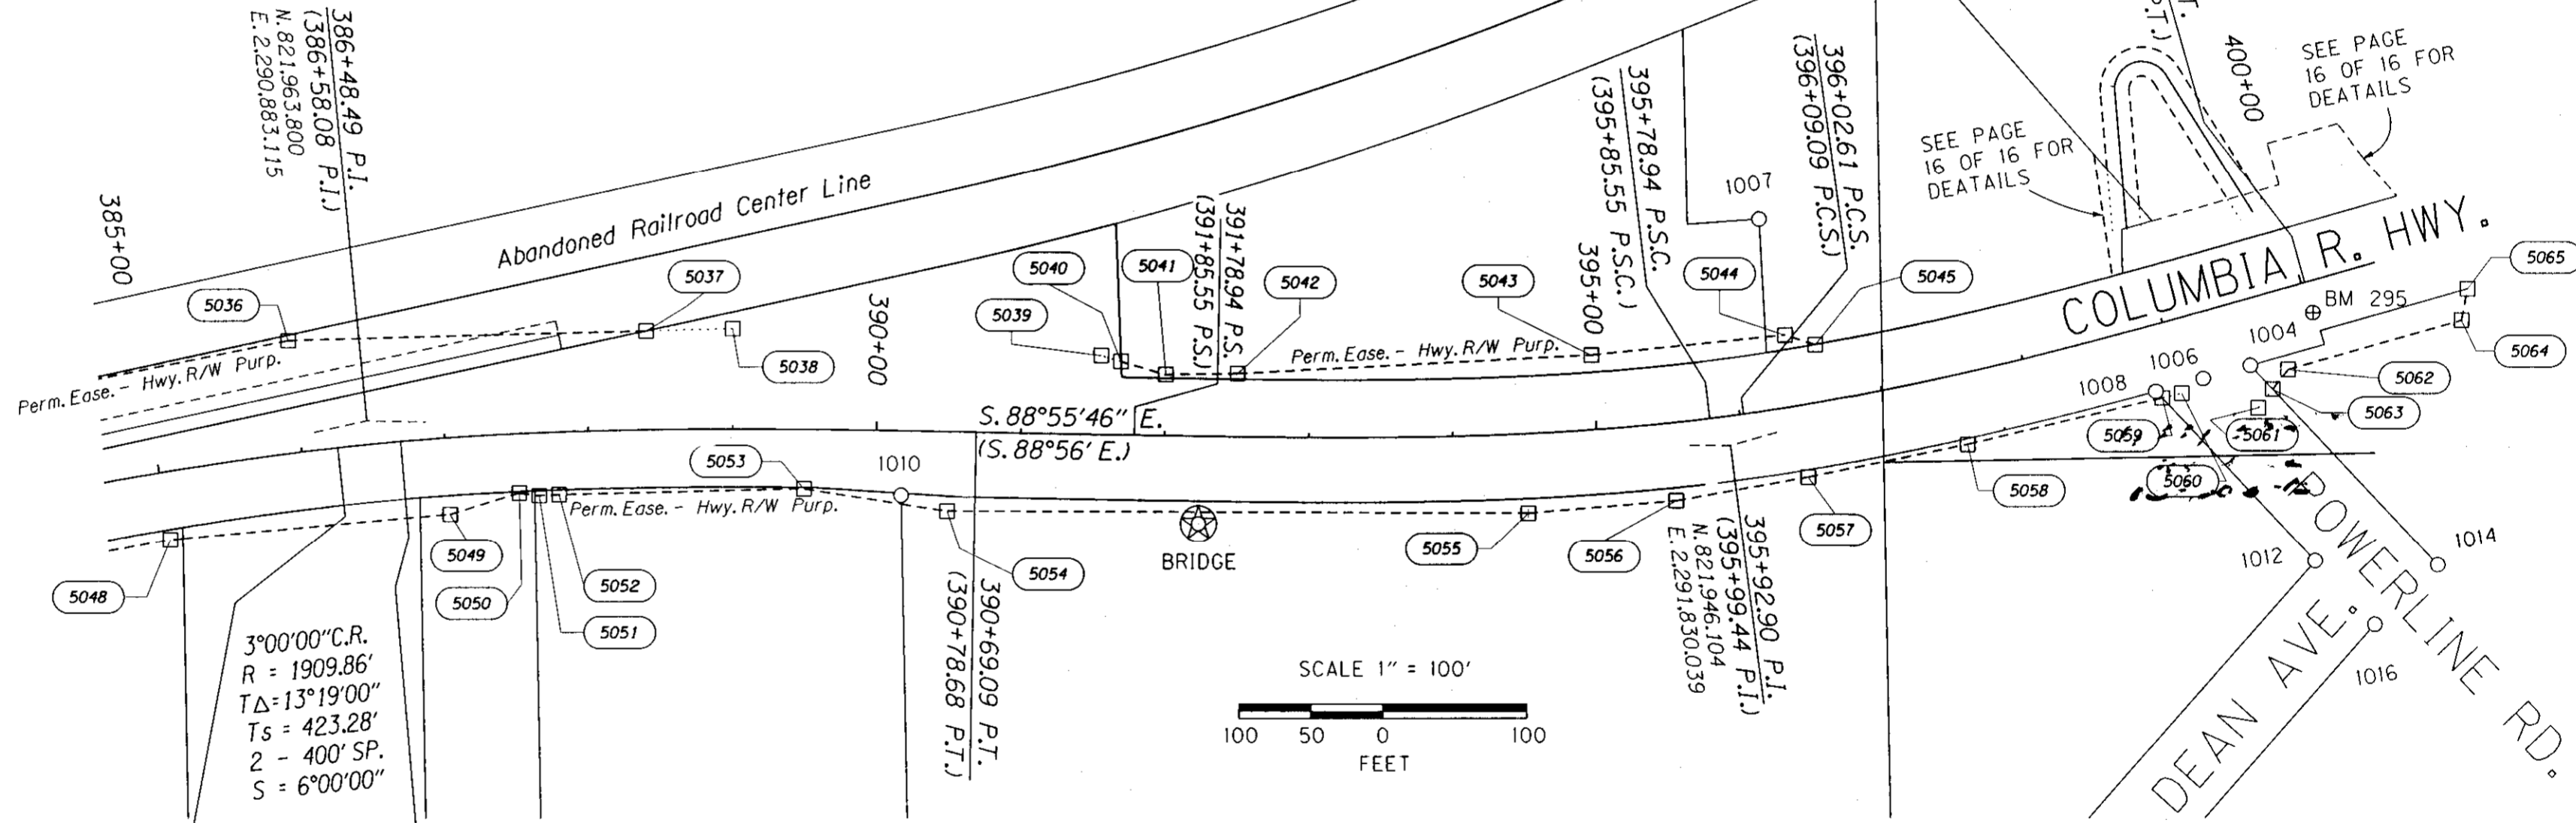 386+48.49 P.I.
(386+58.08 P.I.)
N. 821,963.800
E. 2,290,883.115
385+00
Abandoned Railroad Center Line
5036
5037
5038
Perm. Ease. - Hwy. R/W Purp.
390+00
5039
5040
5041
391+78.94 P.S.
(391+85.55 P.S.)
5042
5043
Perm. Ease. - Hwy. R/W Purp.
395+00
395+78.94 P.S.C.
(395+85.55 P.S.C.)
1007
5044
396+02.61 P.C.S.
(396+09.09 P.C.S.)
5045
SEE PAGE
16 OF 16 FOR
DEATAILS
P.T.)
400+00
SEE PAGE
16 OF 16 FOR
DEATAILS
COLUMBIA R. HWY.
BM 295
5065
5064
1004
1006
1008
5062
5063
5059
5061
5060
5058
S. 88°55'46" E.
(S. 88°56' E.)
5053
1010
Perm. Ease. - Hwy. R/W Purp.
5048
5049
5050
5052
5051
5054
BRIDGE
5055
5056
5057
390+69.09 P.T.
(390+78.68 P.T.)
395+92.90 P.I.
(395+99.44 P.I.)
N. 821,946.104
E. 2,291,830.039
3°00'00"C.R.
R = 1909.86'
T∆=13°19'00"
Ts = 423.28'
2 - 400' SP.
S = 6°00'00"
SCALE 1" = 100'
100 50 0 100
FEET
POWERLINE RD.
1012
1014
1016
DEAN AVE.